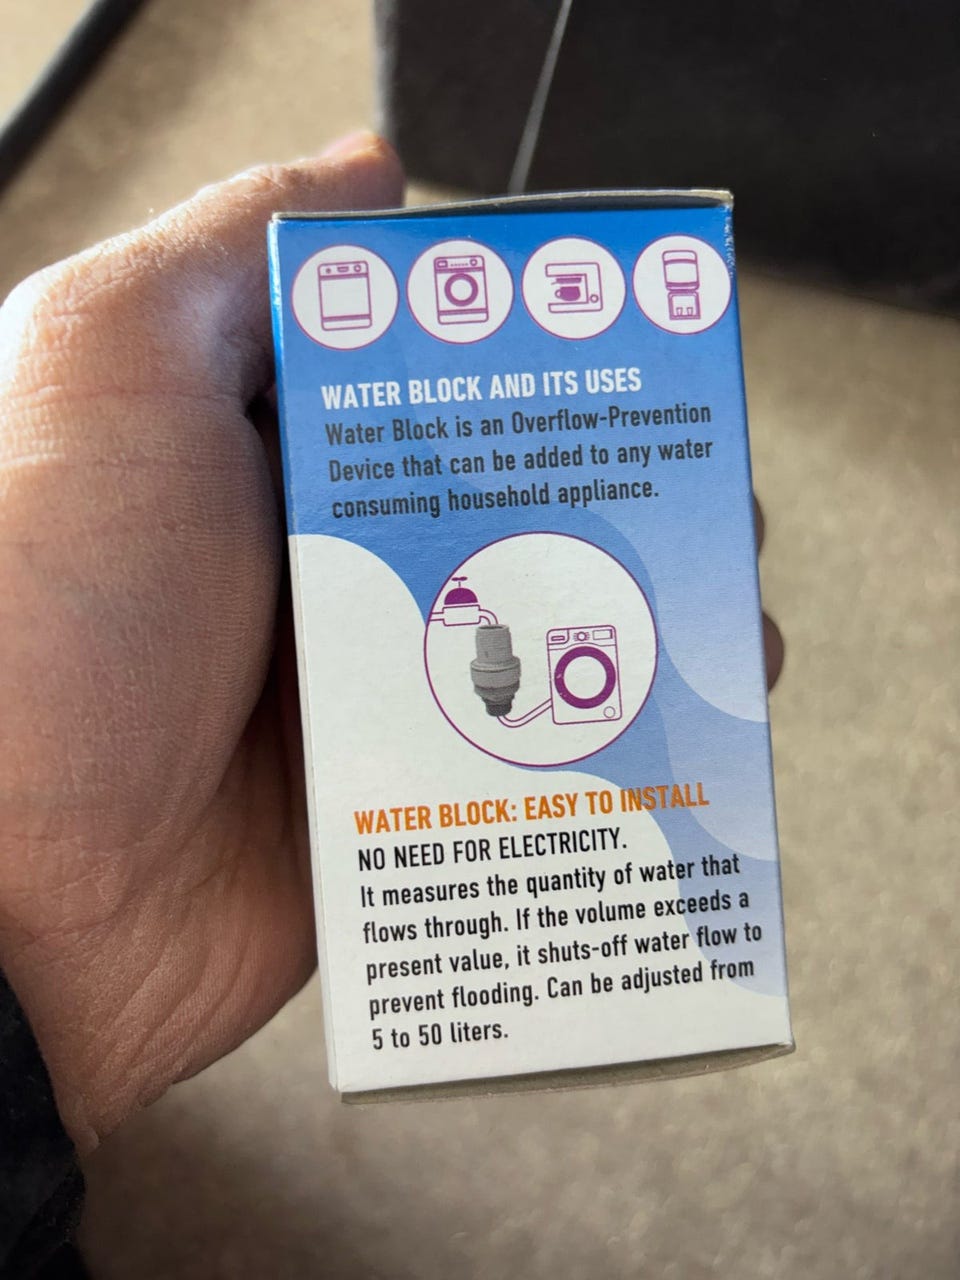 WATER BLOCK AND ITS USES
Water Block is an Overflow-Prevention
Device that can be added to any water
consuming household appliance.
WATER BLOCK: EASY TO INSTALL
NO NEED FOR ELECTRICITY.
It measures the quantity of water that
flows through. If the volume exceeds a
present value, it shuts-off water flow to
prevent flooding. Can be adjusted from
5 to 50 liters.